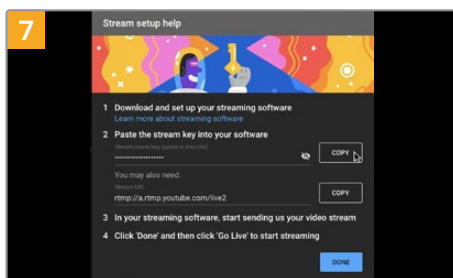 7
Stream setup help
1 Download and set up your streaming software
Learn more about streaming software
2 Paste the stream key into your software
Stream name/key (paste in encoder)
••••••••••••••••••••
COPY
You may also need:
Stream URL
rtmp://a.rtmp.youtube.com/live2
COPY
3 In your streaming software, start sending us your video stream
4 Click 'Done' and then click 'Go Live' to start streaming
DONE